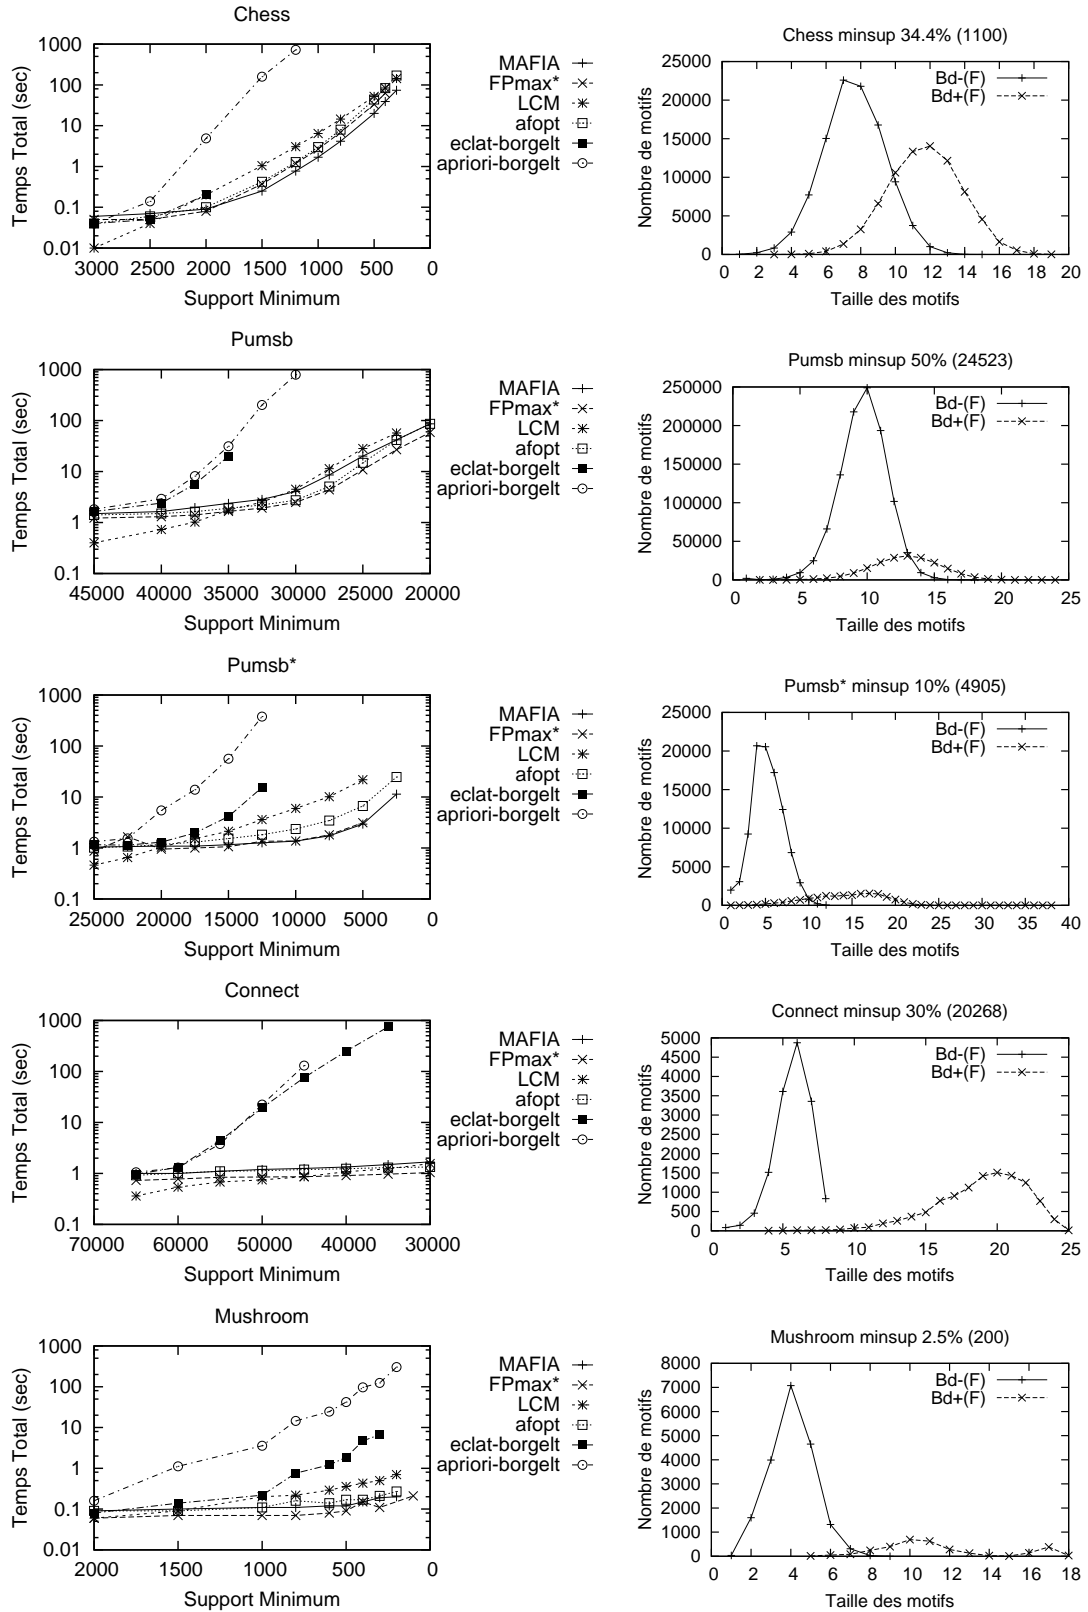 Chess
Temps Total (sec)
1000
100
10
1
0.1
0.01
3000 2500 2000 1500 1000 500 0
Support Minimum
MAFIA
FPmax*
LCM
afopt
eclat-borgelt
apriori-borgelt
Chess minsup 34.4% (1100)
Nombre de motifs
25000
20000
15000
10000
5000
0
0 2 4 6 8 10 12 14 16 18 20
Taille des motifs
Bd-(F)
Bd+(F)
Pumsb
Temps Total (sec)
1000
100
10
1
0.1
45000 40000 35000 30000 25000 20000
Support Minimum
MAFIA
FPmax*
LCM
afopt
eclat-borgelt
apriori-borgelt
Pumsb minsup 50% (24523)
Nombre de motifs
250000
200000
150000
100000
50000
0
0 5 10 15 20 25
Taille des motifs
Bd-(F)
Bd+(F)
Pumsb*
Temps Total (sec)
1000
100
10
1
0.1
25000 20000 15000 10000 5000 0
Support Minimum
MAFIA
FPmax*
LCM
afopt
eclat-borgelt
apriori-borgelt
Pumsb* minsup 10% (4905)
Nombre de motifs
25000
20000
15000
10000
5000
0
0 5 10 15 20 25 30 35 40
Taille des motifs
Bd-(F)
Bd+(F)
Connect
Temps Total (sec)
1000
100
10
1
0.1
70000 60000 50000 40000 30000
Support Minimum
MAFIA
FPmax*
LCM
afopt
eclat-borgelt
apriori-borgelt
Connect minsup 30% (20268)
Nombre de motifs
5000
4500
4000
3500
3000
2500
2000
1500
1000
500
0
0 5 10 15 20 25
Taille des motifs
Bd-(F)
Bd+(F)
Mushroom
Temps Total (sec)
1000
100
10
1
0.1
0.01
2000 1500 1000 500 0
Support Minimum
MAFIA
FPmax*
LCM
afopt
eclat-borgelt
apriori-borgelt
Mushroom minsup 2.5% (200)
Nombre de motifs
8000
7000
6000
5000
4000
3000
2000
1000
0
0 2 4 6 8 10 12 14 16 18
Taille des motifs
Bd-(F)
Bd+(F)